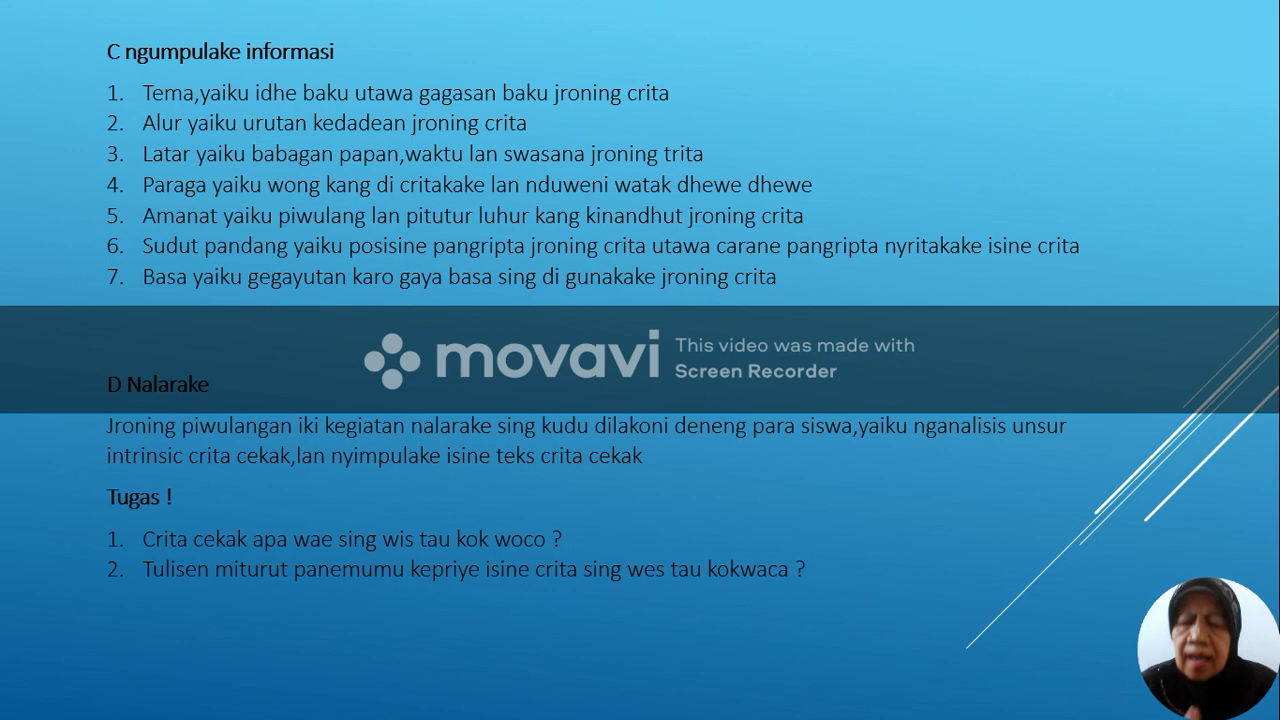 C ngumpulake informasi
1. Tema,yaiku idhe baku utawa gagasan baku jroning crita
2. Alur yaiku urutan kedadean jroning crita
3. Latar yaiku babagan papan,waktu lan swasana jroning trita
4. Paraga yaiku wong kang di critakake lan nduweni watak dhewe dhewe
5. Amanat yaiku piwulang lan pitutur luhur kang kinandhut jroning crita
6. Sudut pandang yaiku posisine pangripta jroning crita utawa carane pangripta nyritakake isine crita
7. Basa yaiku gegayutan karo gaya basa sing di gunakake jroning crita
movavi
This video was made with
Screen Recorder
D Nalarake
Jroning piwulangan iki kegiatan nalarake sing kudu dilakoni deneng para siswa,yaiku nganalisis unsur
intrinsic crita cekak,lan nyimpulake isine teks crita cekak
Tugas !
1. Crita cekak apa wae sing wis tau kok woco ?
2. Tulisen miturut panemumu kepriye isine crita sing wes tau kokwaca ?